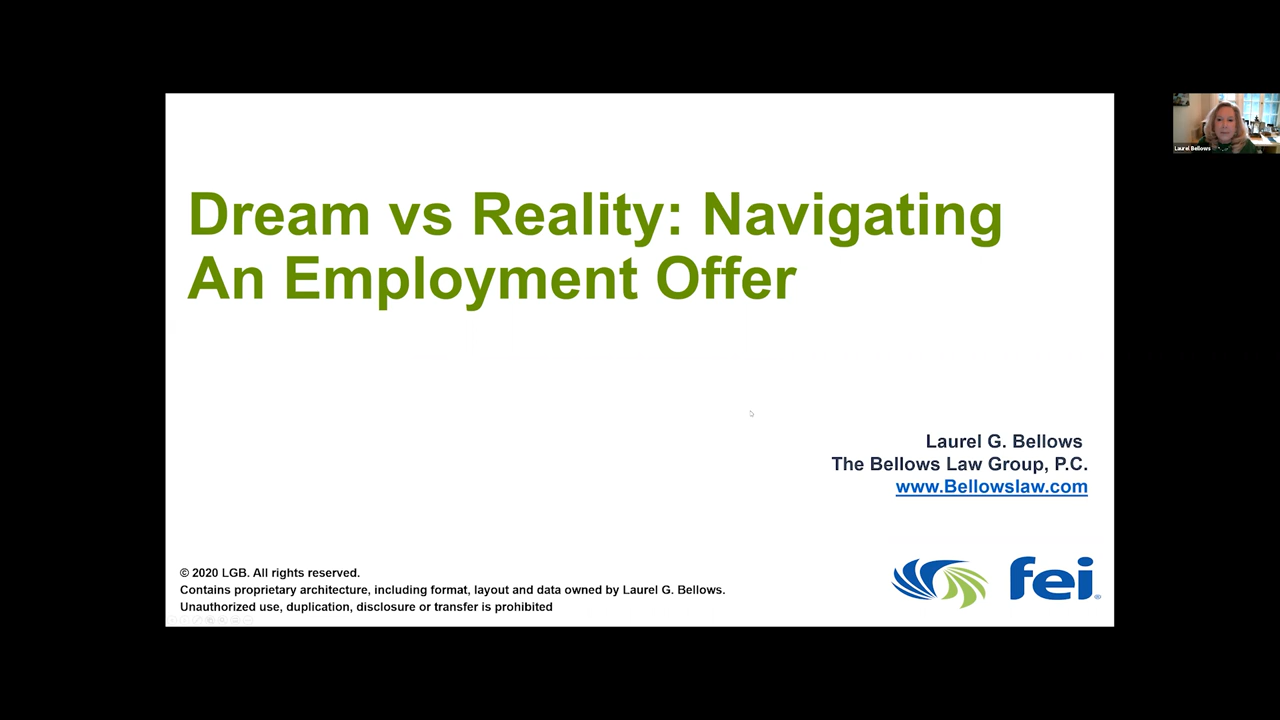 Dream vs Reality: Navigating
An Employment Offer
Laurel Bellows
Laurel G. Bellows
The Bellows Law Group, P.C.
www.Bellowslaw.com
© 2020 LGB. All rights reserved.
Contains proprietary architecture, including format, layout and data owned by Laurel G. Bellows.
Unauthorized use, duplication, disclosure or transfer is prohibited
fei®